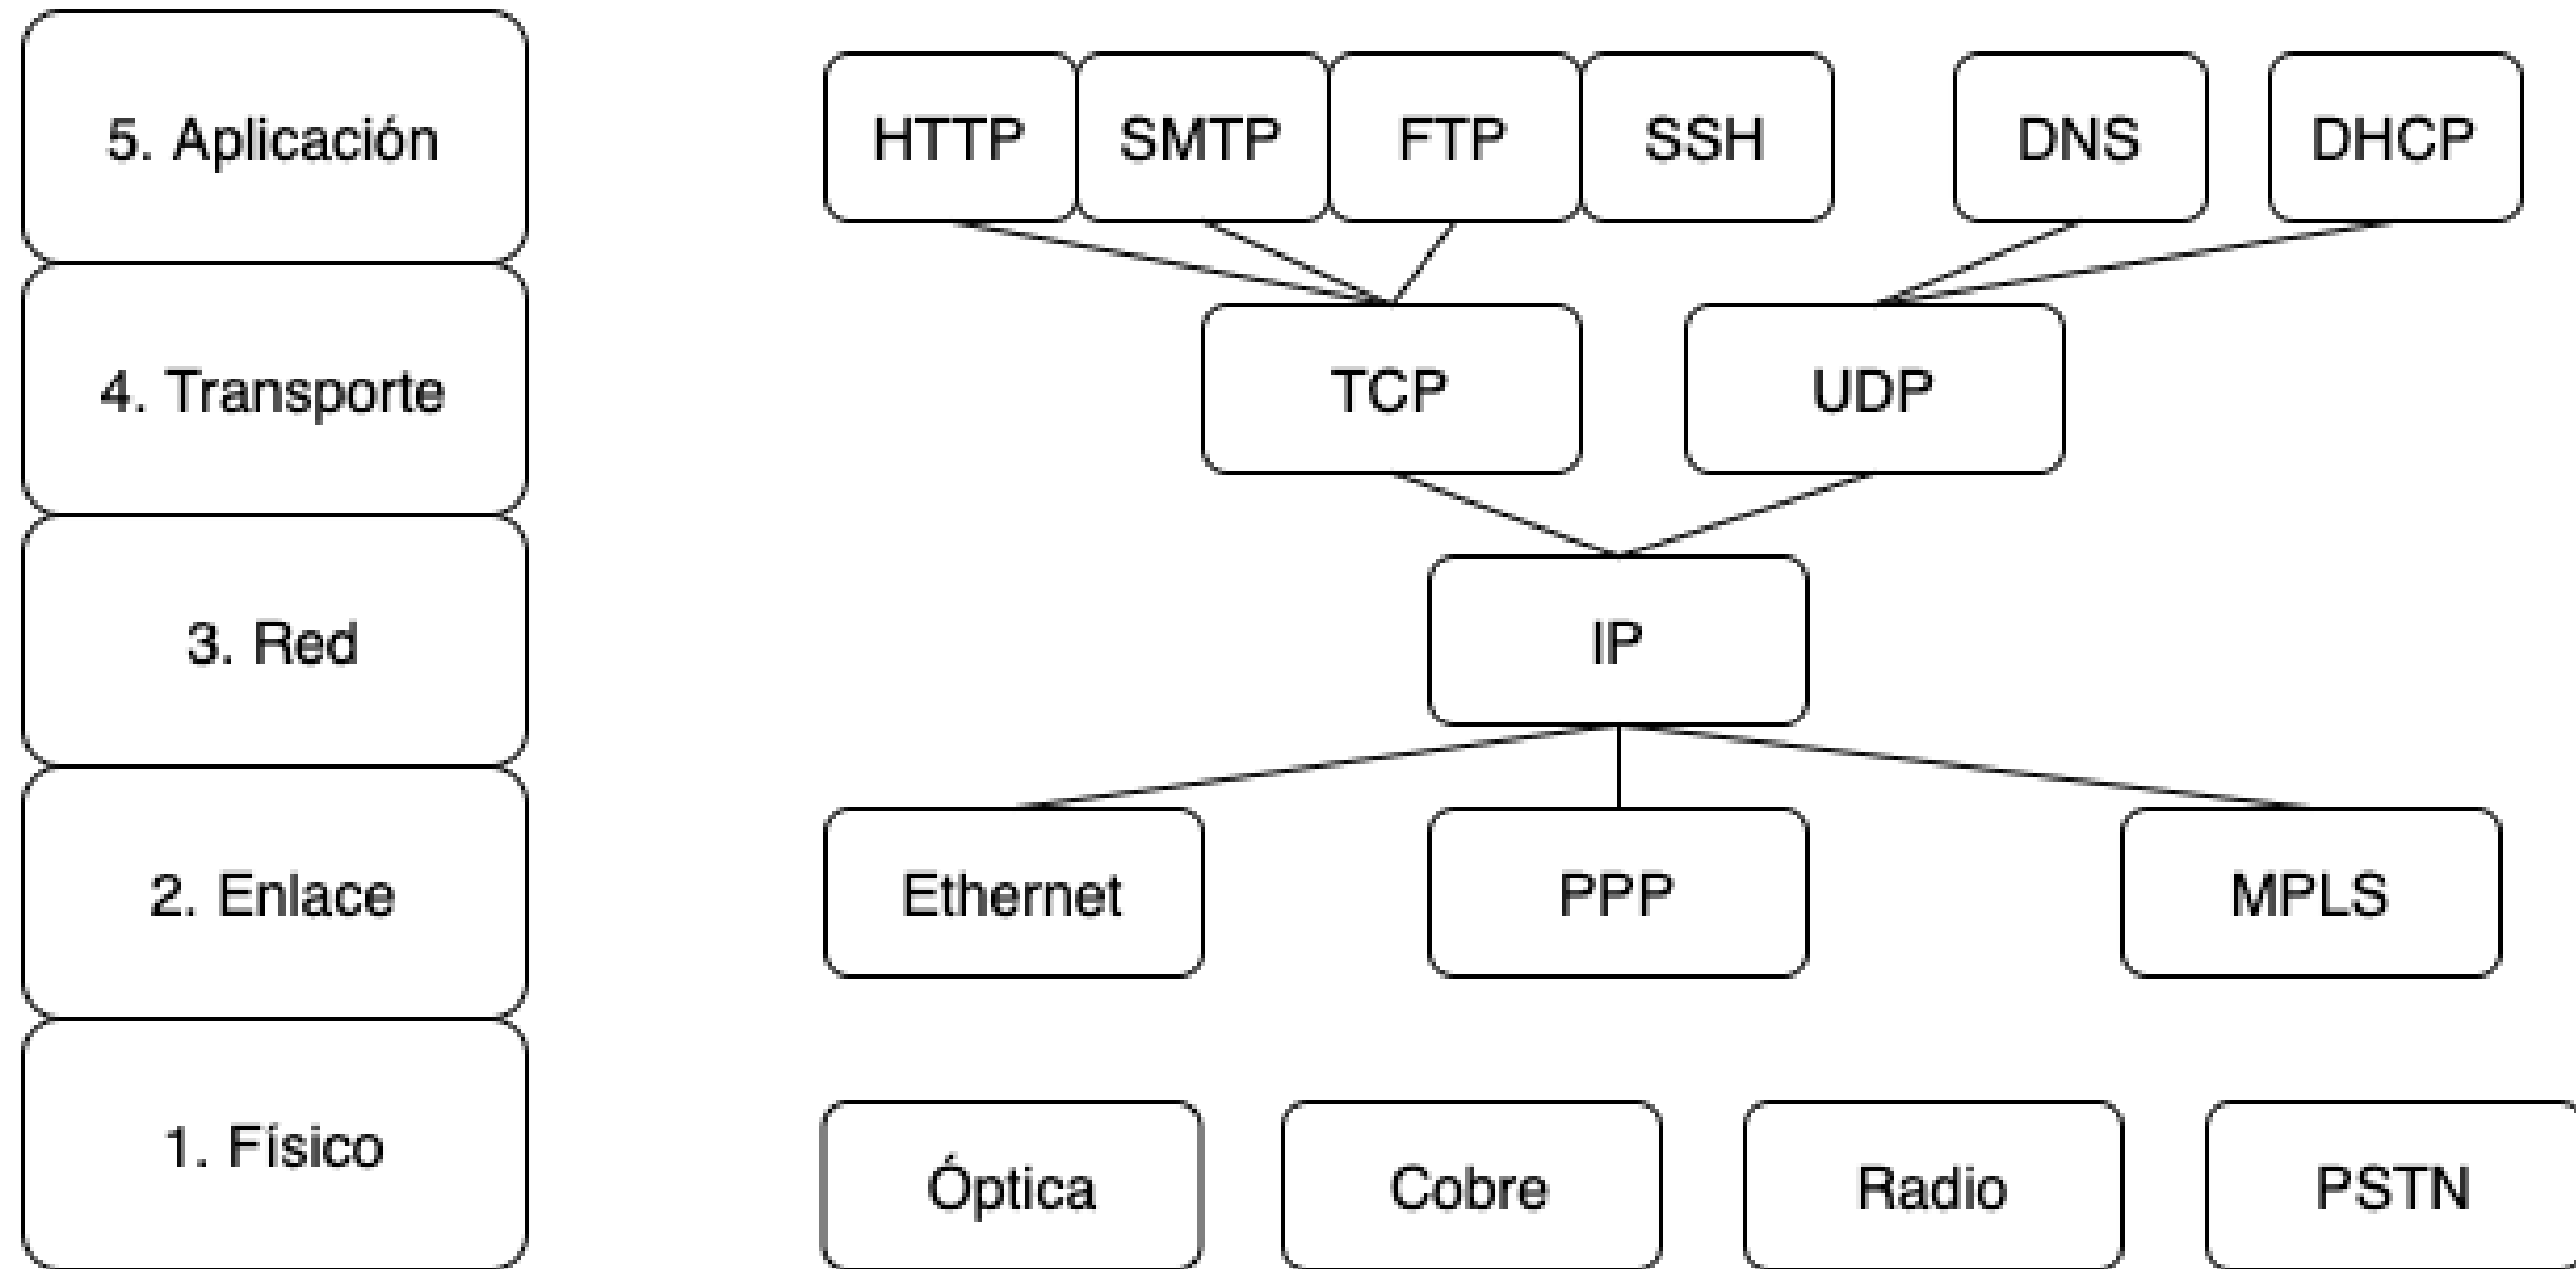 5. Aplicación
HTTP
SMTP
FTP
SSH
DNS
DHCP
4. Transporte
TCP
UDP
3. Red
IP
2. Enlace
Ethernet
PPP
MPLS
1. Físico
Óptica
Cobre
Radio
PSTN